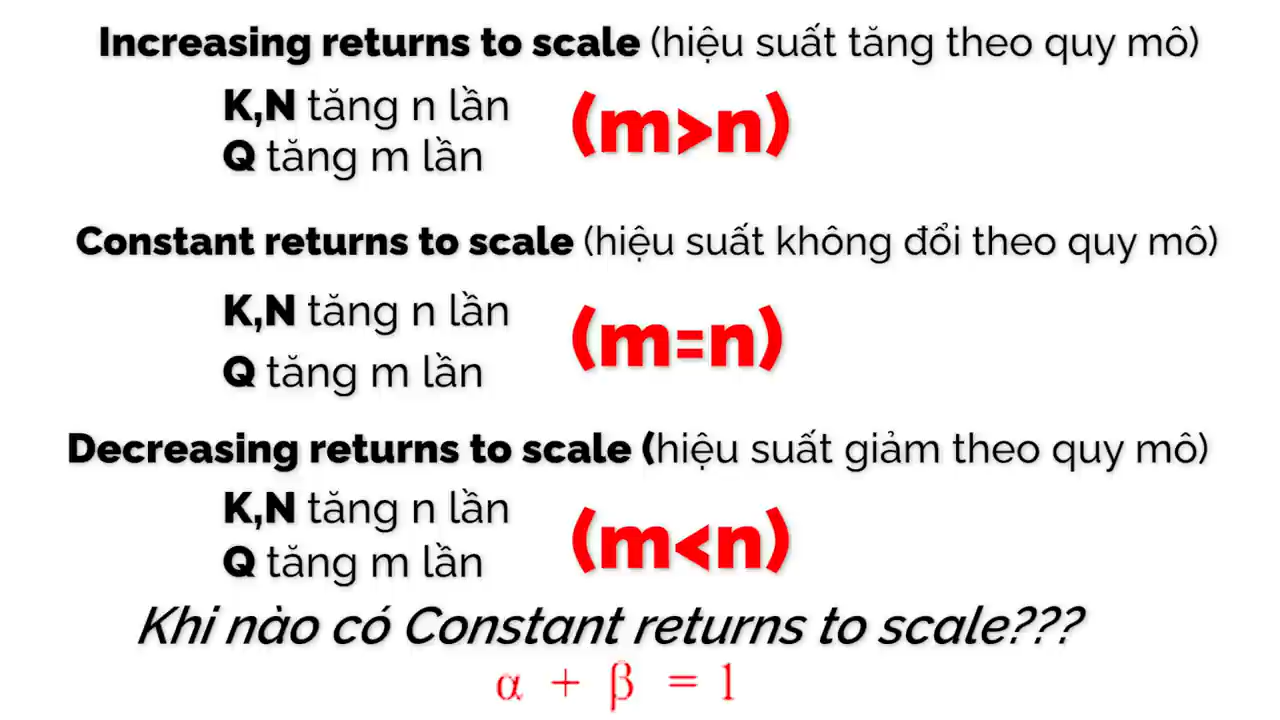 Increasing returns to scale (hiệu suất tăng theo quy mô)
K,N tăng n lần
Q tăng m lần
(m>n)
Constant returns to scale (hiệu suất không đổi theo quy mô)
K,N tăng n lần
Q tăng m lần
(m=n)
Decreasing returns to scale (hiệu suất giảm theo quy mô)
K,N tăng n lần
Q tăng m lần
(m<n)
Khi nào có Constant returns to scale???
α + β = 1